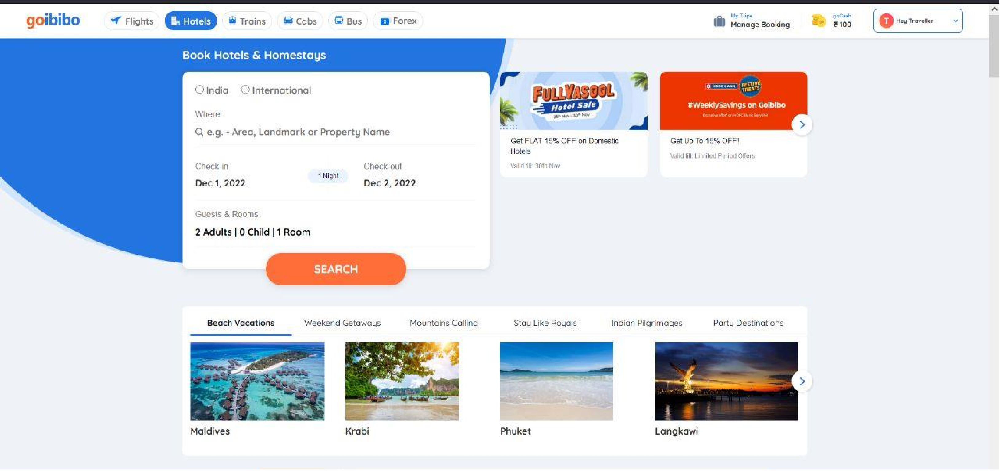 goibibo
Flights
Hotels
Trains
Cabs
Bus
Forex
My Trips
Manage Booking
goCash
₹ 100
T
Hey Traveller
Book Hotels & Homestays
India
International
Where
e.g. - Area, Landmark or Property Name
Check-in
Dec 1, 2022
1 Night
Check-out
Dec 2, 2022
Guests & Rooms
2 Adults | 0 Child | 1 Room
SEARCH
FULLVASOOL
Hotel Sale
25th Nov - 30th Nov
Get FLAT 15% OFF on Domestic
Hotels
Valid till: 30th Nov
HDFC BANK
FESTIVE
TREATS
#WeeklySavings on Goibibo
Exclusive offer* on HDFC Bank EasyEMI
Get Up To 15% OFF!
Valid till: Limited Period Offers
Beach Vacations
Weekend Getaways
Mountains Calling
Stay Like Royals
Indian Pilgrimages
Party Destinations
Maldives
Krabi
Phuket
Langkawi